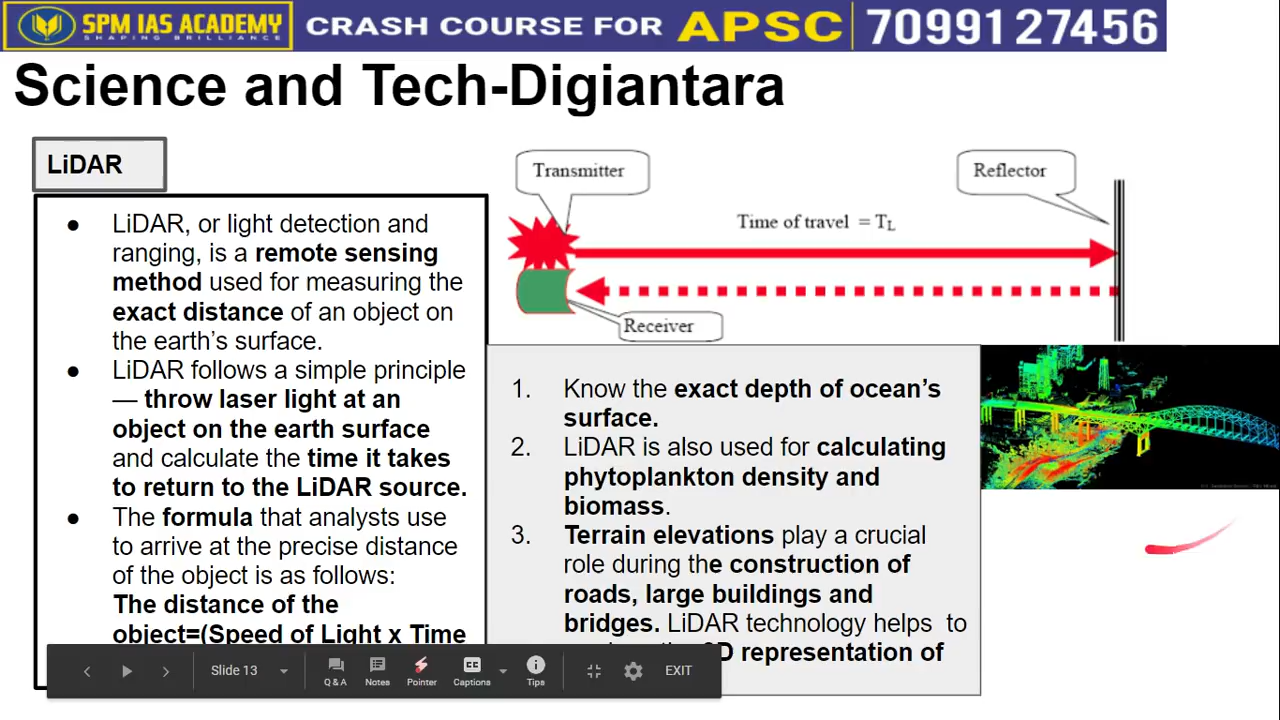 SPM IAS ACADEMY
SHAPING BRILLIANCE
CRASH COURSE FOR APSC 7099127456
Science and Tech-Digiantara
LiDAR
● LiDAR, or light detection and
ranging, is a remote sensing
method used for measuring the
exact distance of an object on
the earth's surface.
● LiDAR follows a simple principle
— throw laser light at an
object on the earth surface
and calculate the time it takes
to return to the LiDAR source.
● The formula that analysts use
to arrive at the precise distance
of the object is as follows:
The distance of the
object=(Speed of Light x Time
Transmitter
Reflector
Time of travel = TL
Receiver
1. Know the exact depth of ocean's
surface.
2. LiDAR is also used for calculating
phytoplankton density and
biomass.
3. Terrain elevations play a crucial
role during the construction of
roads, large buildings and
bridges. LiDAR technology helps to
D representation of
Slide 13
Q & A
Notes
Pointer
CC
Captions
Tips
EXIT